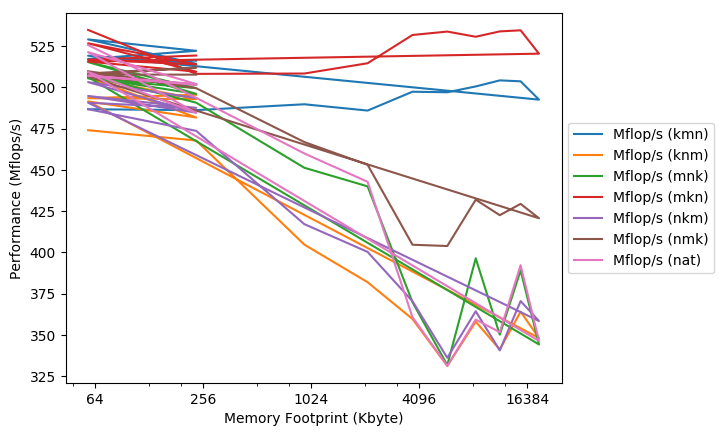 525
500
475
450
425
400
375
350
325
Performance (Mflops/s)
64
256
1024
4096
16384
Memory Footprint (Kbyte)
Mflop/s (kmn)
Mflop/s (knm)
Mflop/s (mnk)
Mflop/s (mkn)
Mflop/s (nkm)
Mflop/s (nmk)
Mflop/s (nat)